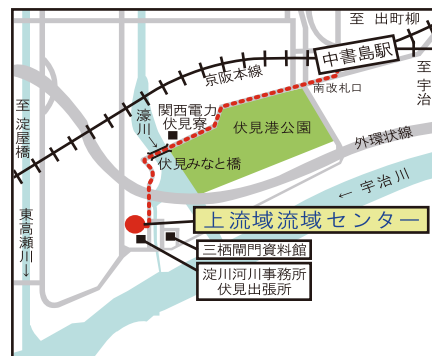 至 出町柳
中書島駅
京阪本線
至 宇治
南改札口
関西電力
伏見寮
至 淀屋橋
濠川
伏見港公園
外環状線
伏見みなと橋
← 宇治川
東高瀬川→
上流域流域センター
三栖閘門資料館
淀川河川事務所
伏見出張所